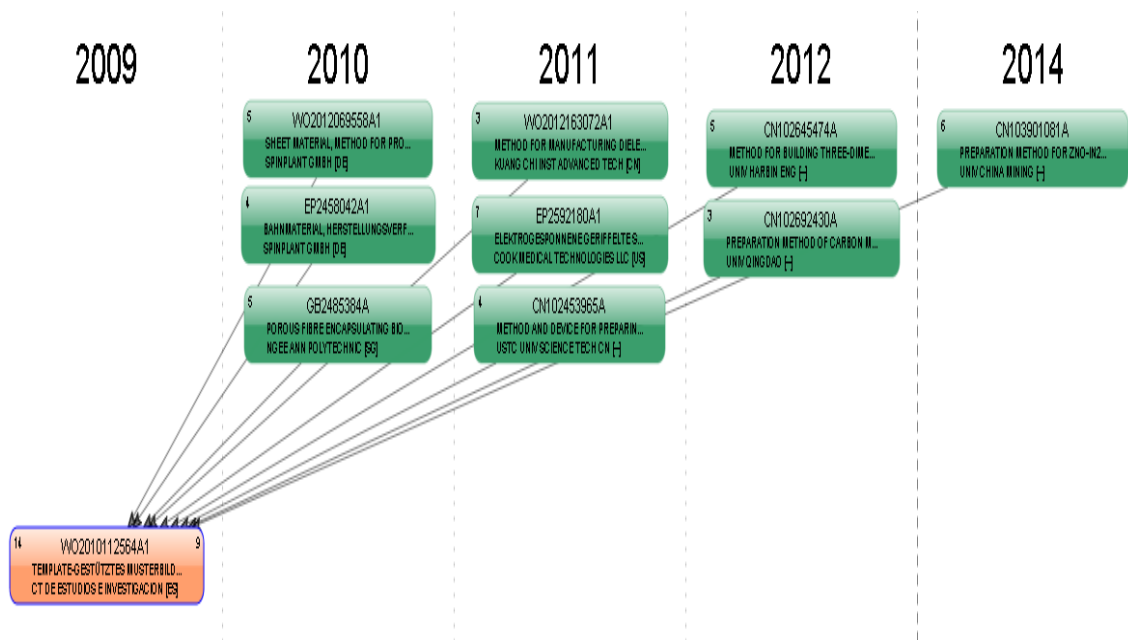 2009
2010
2011
2012
2014
5
WO2012069558A1
SHEET MATERIAL, METHOD FOR PRO...
SPINPLANT GMBH [DE]
4
EP2458042A1
BAHNMATERIAL, HERSTELLUNGSVERF...
SPINPLANT GMBH [DE]
5
GB2485384A
POROUS FIBRE ENCAPSULATING BIO...
NGEE ANN POLYTECHNIC [SG]
3
WO2012163072A1
METHOD FOR MANUFACTURING DIELE...
KUANG CHI INST ADVANCED TECH [CN]
7
EP2592180A1
ELEKTROGESPONNENE GERIFFELTE S...
COOK MEDICAL TECHNOLOGIES LLC [US]
4
CN102453965A
METHOD AND DEVICE FOR PREPARIN...
USTC UNIV SCIENCE TECH CN [-]
5
CN102645474A
METHOD FOR BUILDING THREE-DIME...
UNIV HARBIN ENG [-]
3
CN102692430A
PREPARATION METHOD OF CARBON M...
UNIV QINGDAO [-]
6
CN103901081A
PREPARATION METHOD FOR ZNO-IN2...
UNIV CHINA MINING [-]
14
WO2010112564A1
9
TEMPLATE-GESTÜTZTES MUSTERBILD...
CT DE ESTUDIOS E INVESTIGACION [ES]